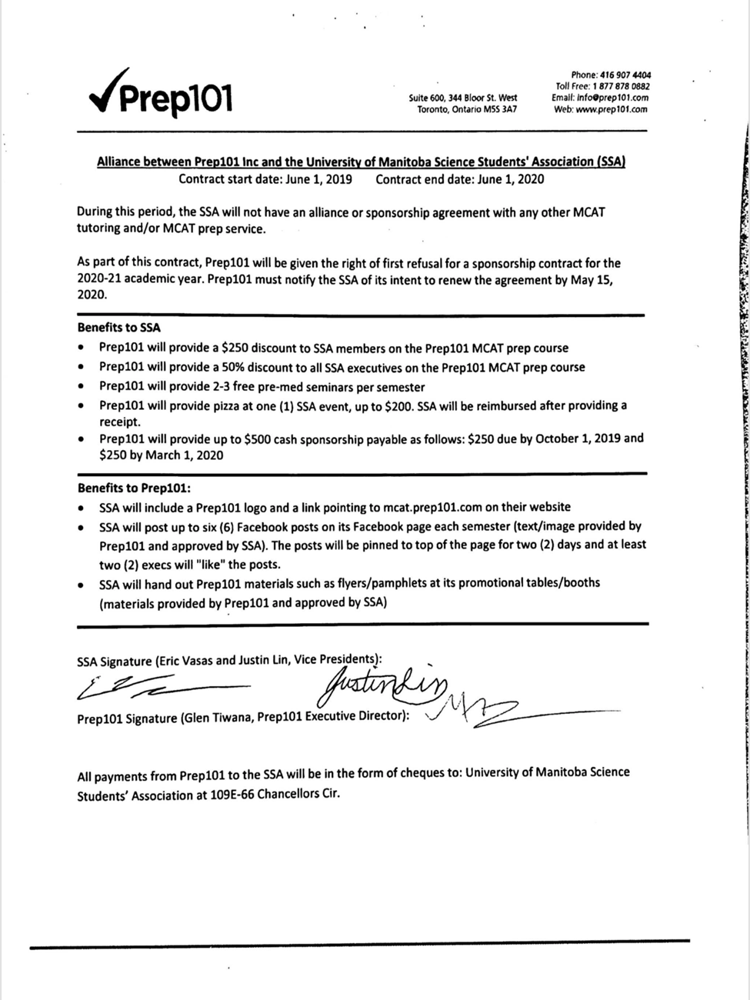 Prep101
Suite 600, 344 Bloor St. West
Toronto, Ontario M5S 3A7
Phone: 416 907 4404
Toll Free: 1 877 878 0882
Email: info@prep101.com
Web: www.prep101.com
Alliance between Prep101 Inc and the University of Manitoba Science Students' Association (SSA)
Contract start date: June 1, 2019 Contract end date: June 1, 2020
During this period, the SSA will not have an alliance or sponsorship agreement with any other MCAT
tutoring and/or MCAT prep service.
As part of this contract, Prep101 will be given the right of first refusal for a sponsorship contract for the
2020-21 academic year. Prep101 must notify the SSA of its intent to renew the agreement by May 15,
2020.
Benefits to SSA
• Prep101 will provide a $250 discount to SSA members on the Prep101 MCAT prep course
• Prep101 will provide a 50% discount to all SSA executives on the Prep101 MCAT prep course
• Prep101 will provide 2-3 free pre-med seminars per semester
• Prep101 will provide pizza at one (1) SSA event, up to $200. SSA will be reimbursed after providing a
receipt.
• Prep101 will provide up to $500 cash sponsorship payable as follows: $250 due by October 1, 2019 and
$250 by March 1, 2020
Benefits to Prep101:
• SSA will include a Prep101 logo and a link pointing to mcat.prep101.com on their website
• SSA will post up to six (6) Facebook posts on its Facebook page each semester (text/image provided by
Prep101 and approved by SSA). The posts will be pinned to top of the page for two (2) days and at least
two (2) execs will "like" the posts.
• SSA will hand out Prep101 materials such as flyers/pamphlets at its promotional tables/booths
(materials provided by Prep101 and approved by SSA)
SSA Signature (Eric Vasas and Justin Lin, Vice Presidents):
Justin Lin
Prep101 Signature (Glen Tiwana, Prep101 Executive Director):
All payments from Prep101 to the SSA will be in the form of cheques to: University of Manitoba Science
Students' Association at 109E-66 Chancellors Cir.